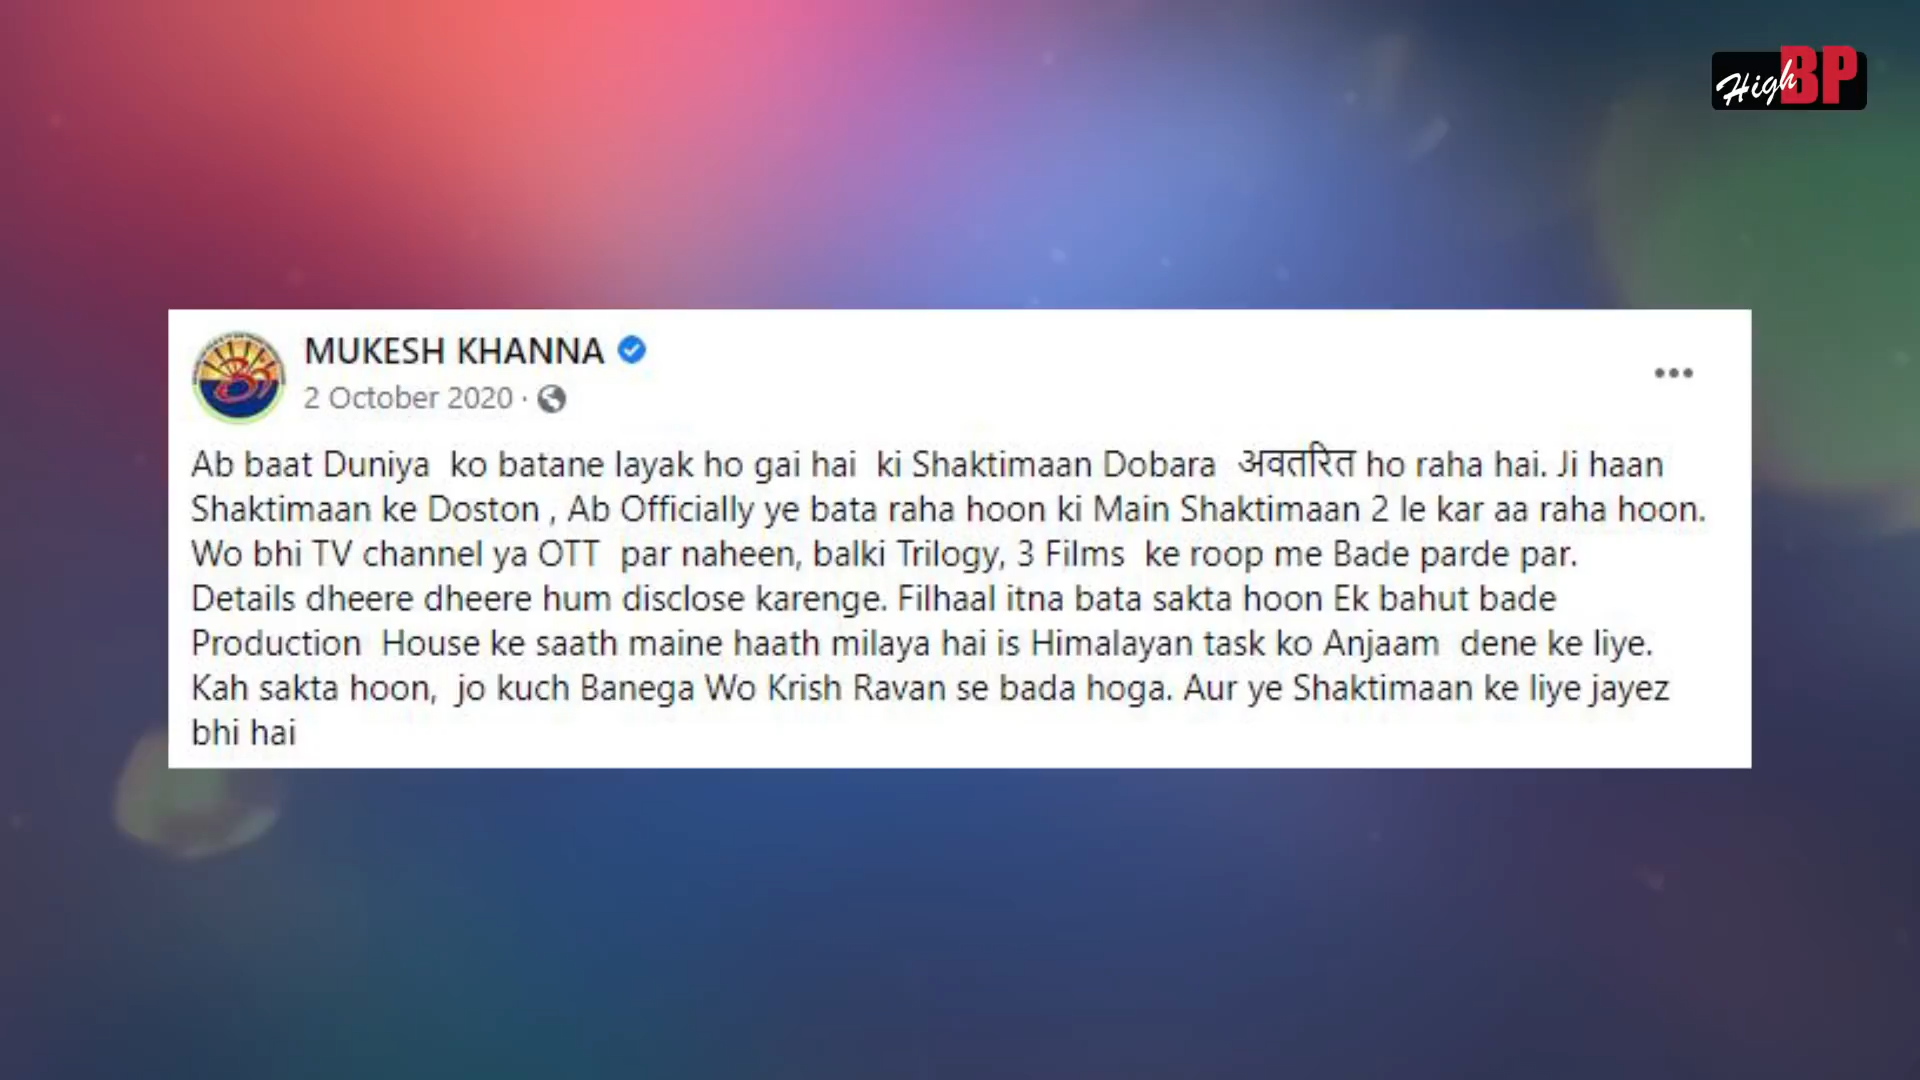 High BP
MUKESH KHANNA
2 October 2020 ·
Ab baat Duniya ko batane layak ho gai hai ki Shaktimaan Dobara अवतरित ho raha hai. Ji haan
Shaktimaan ke Doston , Ab Officially ye bata raha hoon ki Main Shaktimaan 2 le kar aa raha hoon.
Wo bhi TV channel ya OTT par naheen, balki Trilogy, 3 Films ke roop me Bade parde par.
Details dheere dheere hum disclose karenge. Filhaal itna bata sakta hoon Ek bahut bade
Production House ke saath maine haath milaya hai is Himalayan task ko Anjaam dene ke liye.
Kah sakta hoon, jo kuch Banega Wo Krish Ravan se bada hoga. Aur ye Shaktimaan ke liye jayez
bhi hai